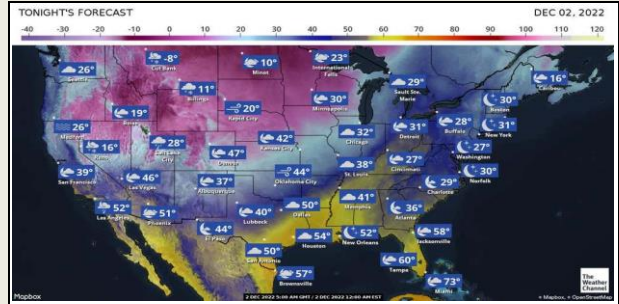 TONIGHT'S FORECAST
DEC 02, 2022
-40 -30 -20 -10 0 10 20 30 40 50 60 70 80 90 100 110 120
26°
Seattle
-8°
Cut Bank
10°
Minot
23°
International Falls
29°
Sault Ste. Marie
16°
Caribou
11°
Billings
20°
Rapid City
30°
Minneapolis
30°
Boston
19°
26°
Medford
16°
Reno
28°
Salt Lake City
47°
Denver
42°
Kansas City
32°
Chicago
31°
Detroit
28°
Buffalo
31°
New York
27°
Washington
39°
San Francisco
46°
Las Vegas
37°
Albuquerque
44°
Oklahoma City
38°
St. Louis
27°
Cincinnati
30°
Norfolk
29°
Charlotte
52°
Los Angeles
51°
Phoenix
44°
El Paso
40°
Lubbock
50°
Dallas
41°
Memphis
36°
Atlanta
50°
San Antonio
54°
Houston
52°
New Orleans
58°
Jacksonville
57°
Brownsville
60°
Tampa
73°
Miami
The
Weather
Channel
Mapbox
2 DEC 2022 5:00 AM GMT / 2 DEC 2022 12:00 AM EST
© Mapbox, © OpenStreetMap